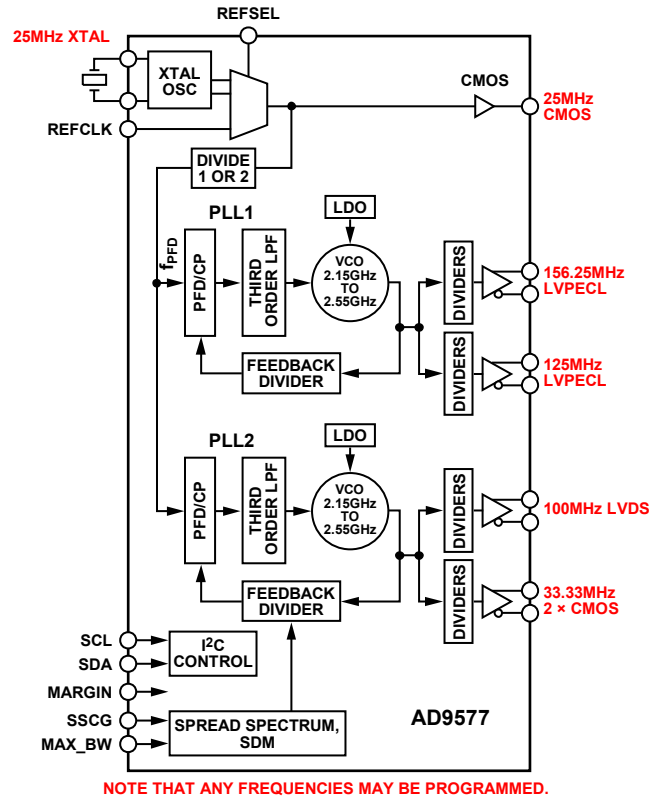 REFSEL
25MHz XTAL
XTAL
OSC
CMOS
25MHz
CMOS
REFCLK
DIVIDE
1 OR 2
PLL1
LDO
fPFD
PFD/CP
THIRD
ORDER LPF
VCO
2.15GHz
TO
2.55GHz
DIVIDERS
156.25MHz
LVPECL
FEEDBACK
DIVIDER
DIVIDERS
125MHz
LVPECL
PLL2
LDO
PFD/CP
THIRD
ORDER LPF
VCO
2.15GHz
TO
2.55GHz
DIVIDERS
100MHz LVDS
FEEDBACK
DIVIDER
DIVIDERS
33.33MHz
2 × CMOS
SCL
SDA
I2C
CONTROL
MARGIN
SSCG
MAX_BW
SPREAD SPECTRUM,
SDM
AD9577
NOTE THAT ANY FREQUENCIES MAY BE PROGRAMMED.